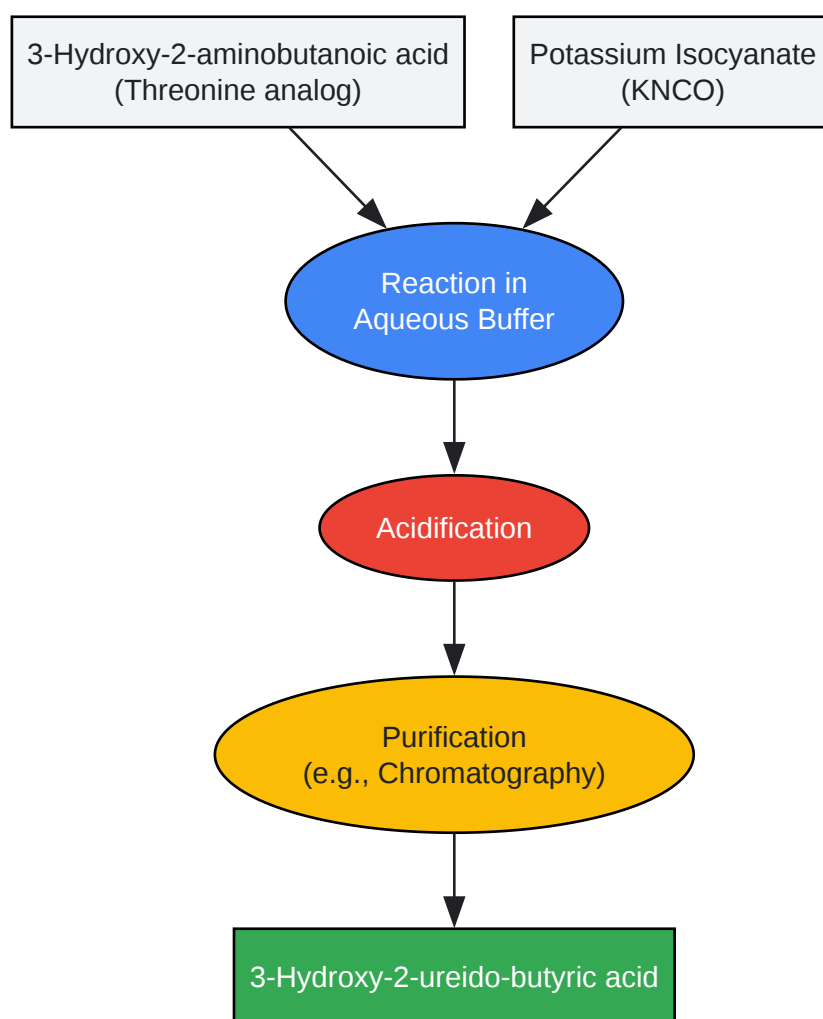 3-Hydroxy-2-aminobutanoic acid
(Threonine analog)
Potassium Isocyanate
(KNCO)
Reaction in
Aqueous Buffer
Acidification
Purification
(e.g., Chromatography)
3-Hydroxy-2-ureido-butyric acid